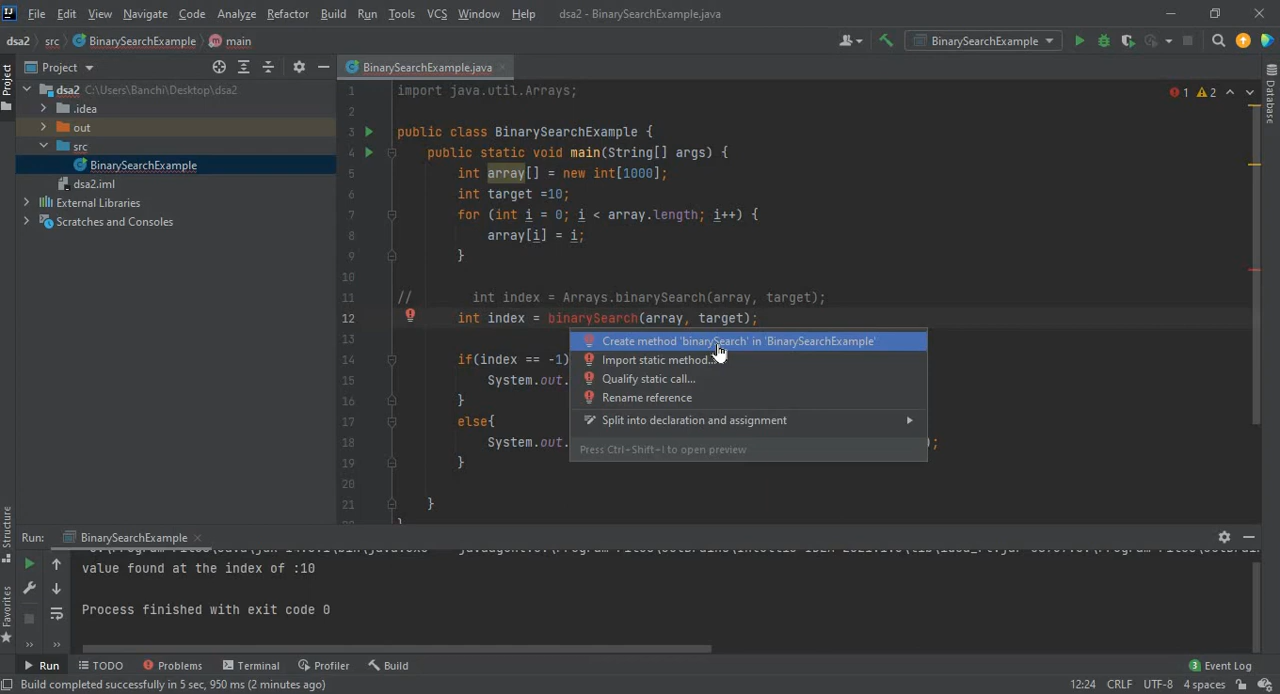 File Edit View Navigate Code Analyze Refactor Build Run Tools VCS Window Help dsa2 - BinarySearchExample.java
dsa2 src BinarySearchExample main BinarySearchExample
Project
Project
BinarySearchExample.java
Database
dsa2 C:\Users\Banchi\Desktop\dsa2
.idea
out
src
BinarySearchExample
dsa2.iml
External Libraries
Scratches and Consoles
1 2
1 import java.util.Arrays;
2
3 public class BinarySearchExample {
4 public static void main(String[] args) {
5 int array[] = new int[1000];
6 int target =10;
7 for (int i = 0; i < array.length; i++) {
8 array[i] = i;
9 }
10
11 // int index = Arrays.binarySearch(array, target);
12 int index = binarySearch(array, target);
13
14 if(index == -1)
15 System.out.
16 }
17 else{
18 System.out. );
19 }
20
21 }
}
Create method 'binarySearch' in 'BinarySearchExample'
Import static method...
Qualify static call...
Rename reference
Split into declaration and assignment
Press Ctrl+Shift+I to open preview
Structure
Favorites
Run: BinarySearchExample
value found at the index of :10
Process finished with exit code 0
Run TODO Problems Terminal Profiler Build 3 Event Log
Build completed successfully in 5 sec, 950 ms (2 minutes ago) 12:24 CRLF UTF-8 4 spaces